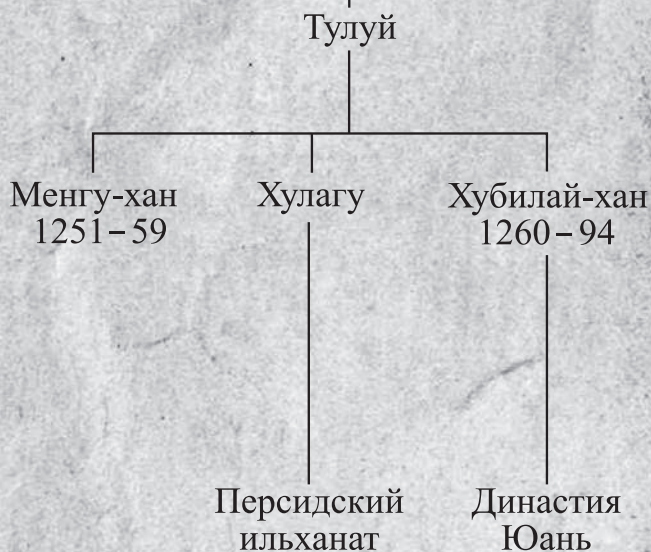 Тулуй
Менгу-хан
1251–59
Хулагу
Хубилай-хан
1260–94
Персидский
ильханат
Династия
Юань